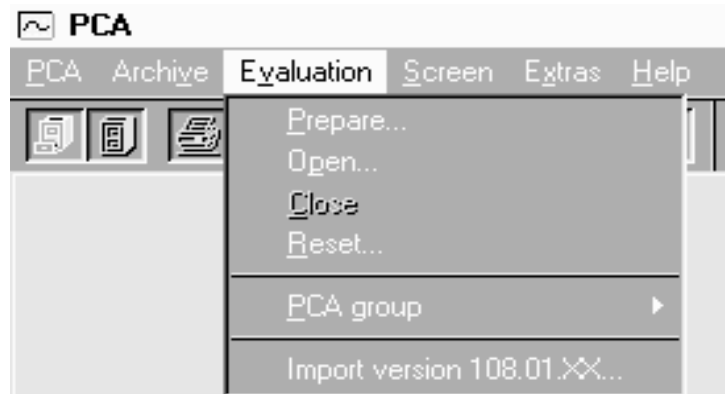 PCA
PCA Archive Evaluation Screen Extras Help
Prepare...
Open...
Close
Reset...
PCA group
Import version 108.01.XX...